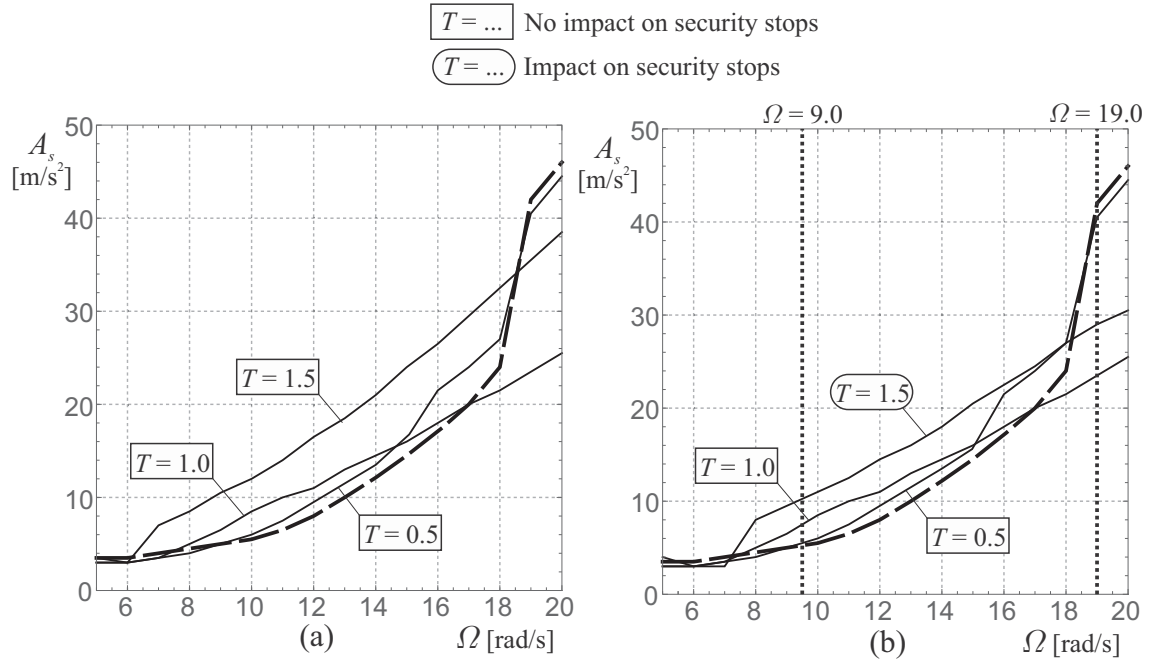 T = ... No impact on security stops
T = ... Impact on security stops
Ω = 9.0 Ω = 19.0
50
A_s
[m/s²]
40
30
20
10
0
T = 1.5
T = 1.0
T = 0.5
6 8 10 12 14 16 18 20
(a) Ω [rad/s]
50
A_s
[m/s²]
40
30
20
10
0
T = 1.5
T = 1.0
T = 0.5
6 8 10 12 14 16 18 20
(b) Ω [rad/s]